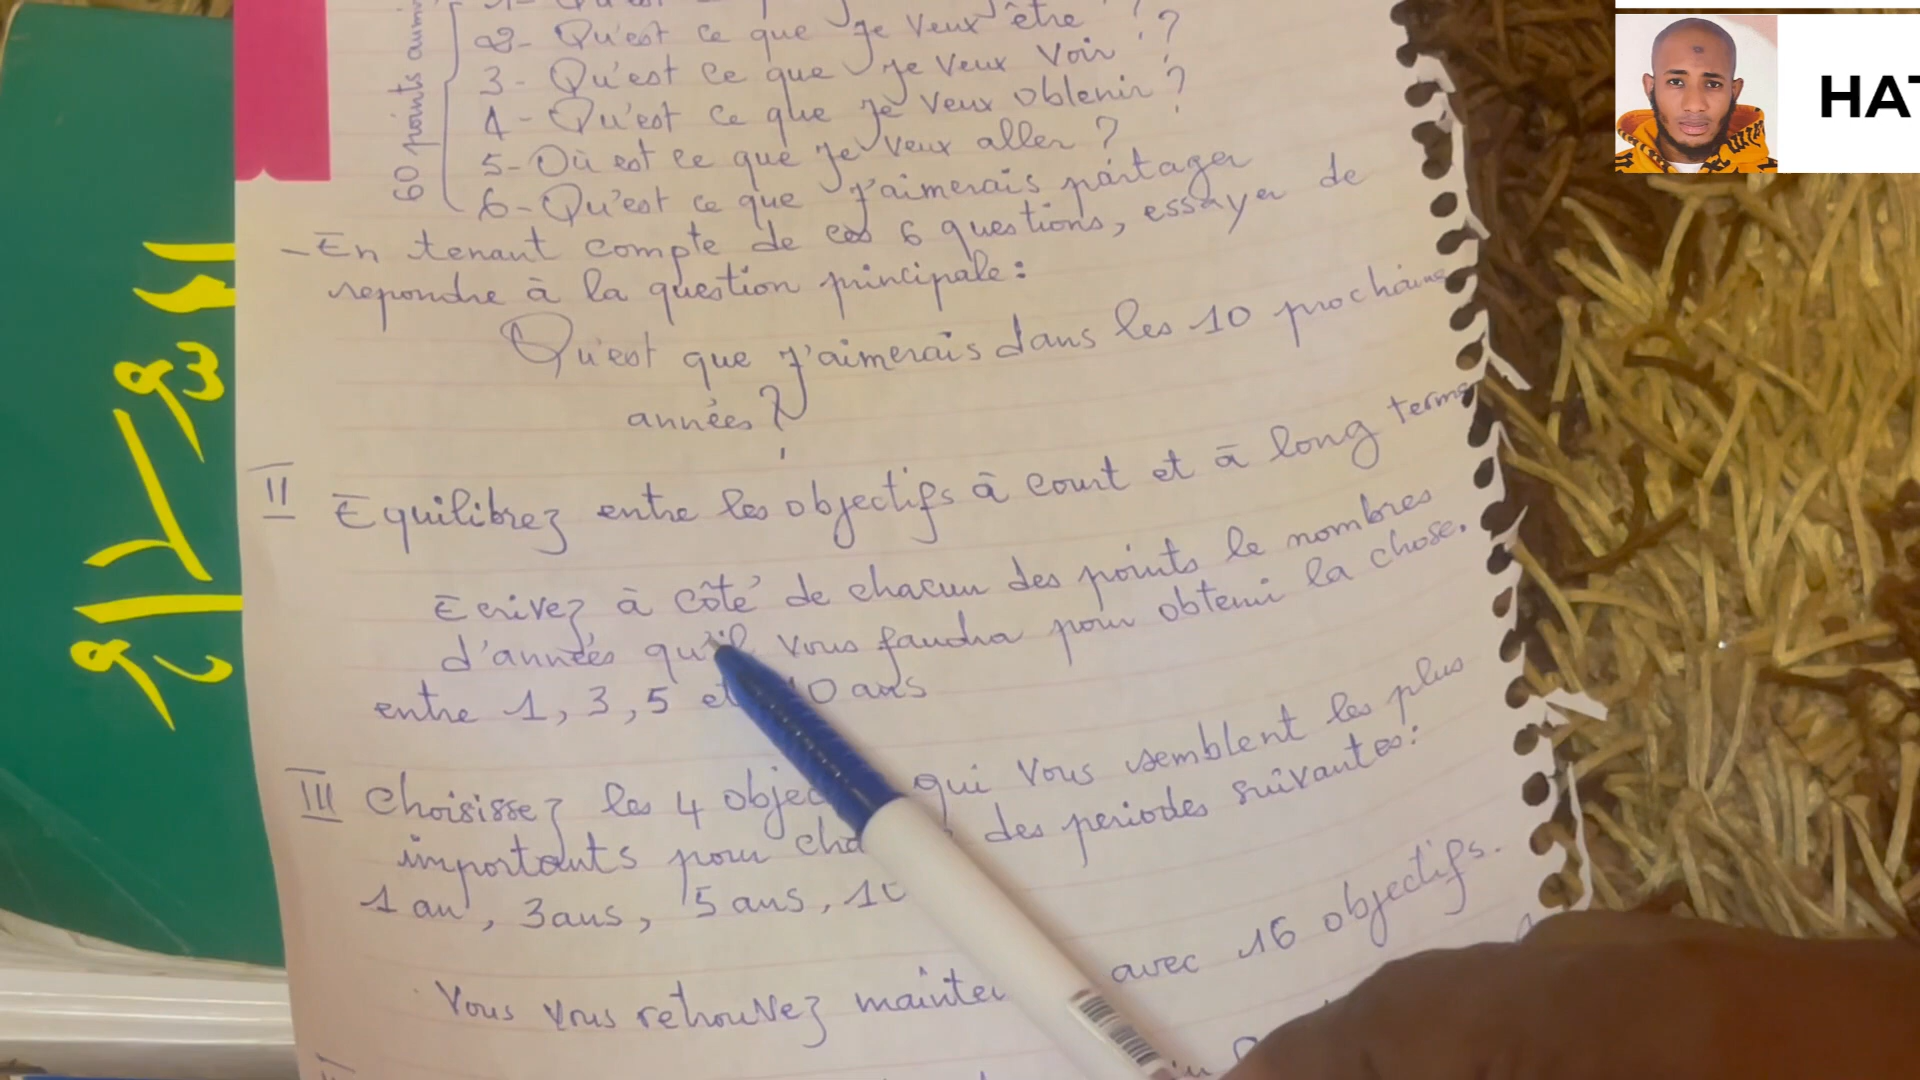 2- Qu'est ce que je veux être ?
3- Qu'est ce que je veux voir ?
4- Qu'est ce que je veux obtenir ?
5- Où est ce que je veux aller ?
6- Qu'est ce que j'aimerais partager
60 points
- En tenant compte de ces 6 questions, essayer de
repondre à la question principale :
Qu'est que j'aimerais dans les 10 prochaines
années ?
II Equilibrez entre les objectifs à court et à long terme
Ecrivez à côté de chacun des points le nombres
d'années qu'il vous faudra pour obtenir la chose.
entre 1, 3, 5 et 10 ans
III Choisissez les 4 objec qui vous semblent les plus
importants pour cha des periodes suivantes :
1 an, 3 ans, 5 ans, 10
Vous vous retrouvez mainte avec 16 objectifs.
HAT